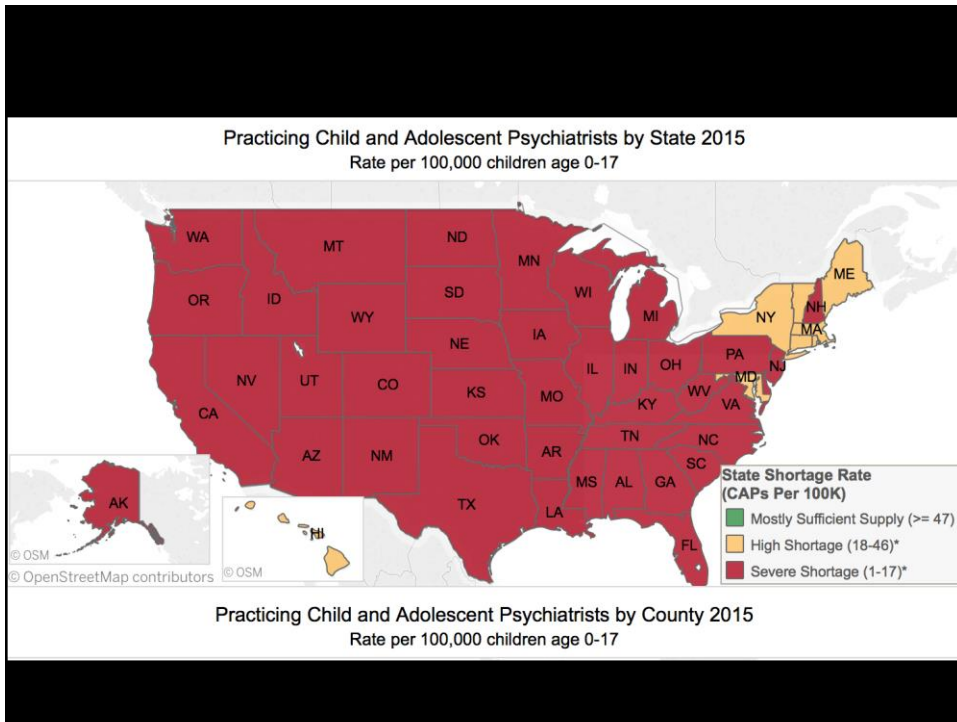 Practicing Child and Adolescent Psychiatrists by State 2015
Rate per 100,000 children age 0-17
WA
MT
ND
MN
ME
OR
ID
SD
WI
MI
NY
NH
MA
WY
IA
NE
PA
NJ
NV
UT
CO
IL
IN
OH
MD
CA
KS
MO
WV
VA
KY
AZ
NM
OK
AR
TN
NC
SC
TX
MS
AL
GA
LA
FL
AK
© OSM
HI
© OSM
© OpenStreetMap contributors
State Shortage Rate
(CAPs Per 100K)
Mostly Sufficient Supply (>= 47)
High Shortage (18-46)*
Severe Shortage (1-17)*
Practicing Child and Adolescent Psychiatrists by County 2015
Rate per 100,000 children age 0-17